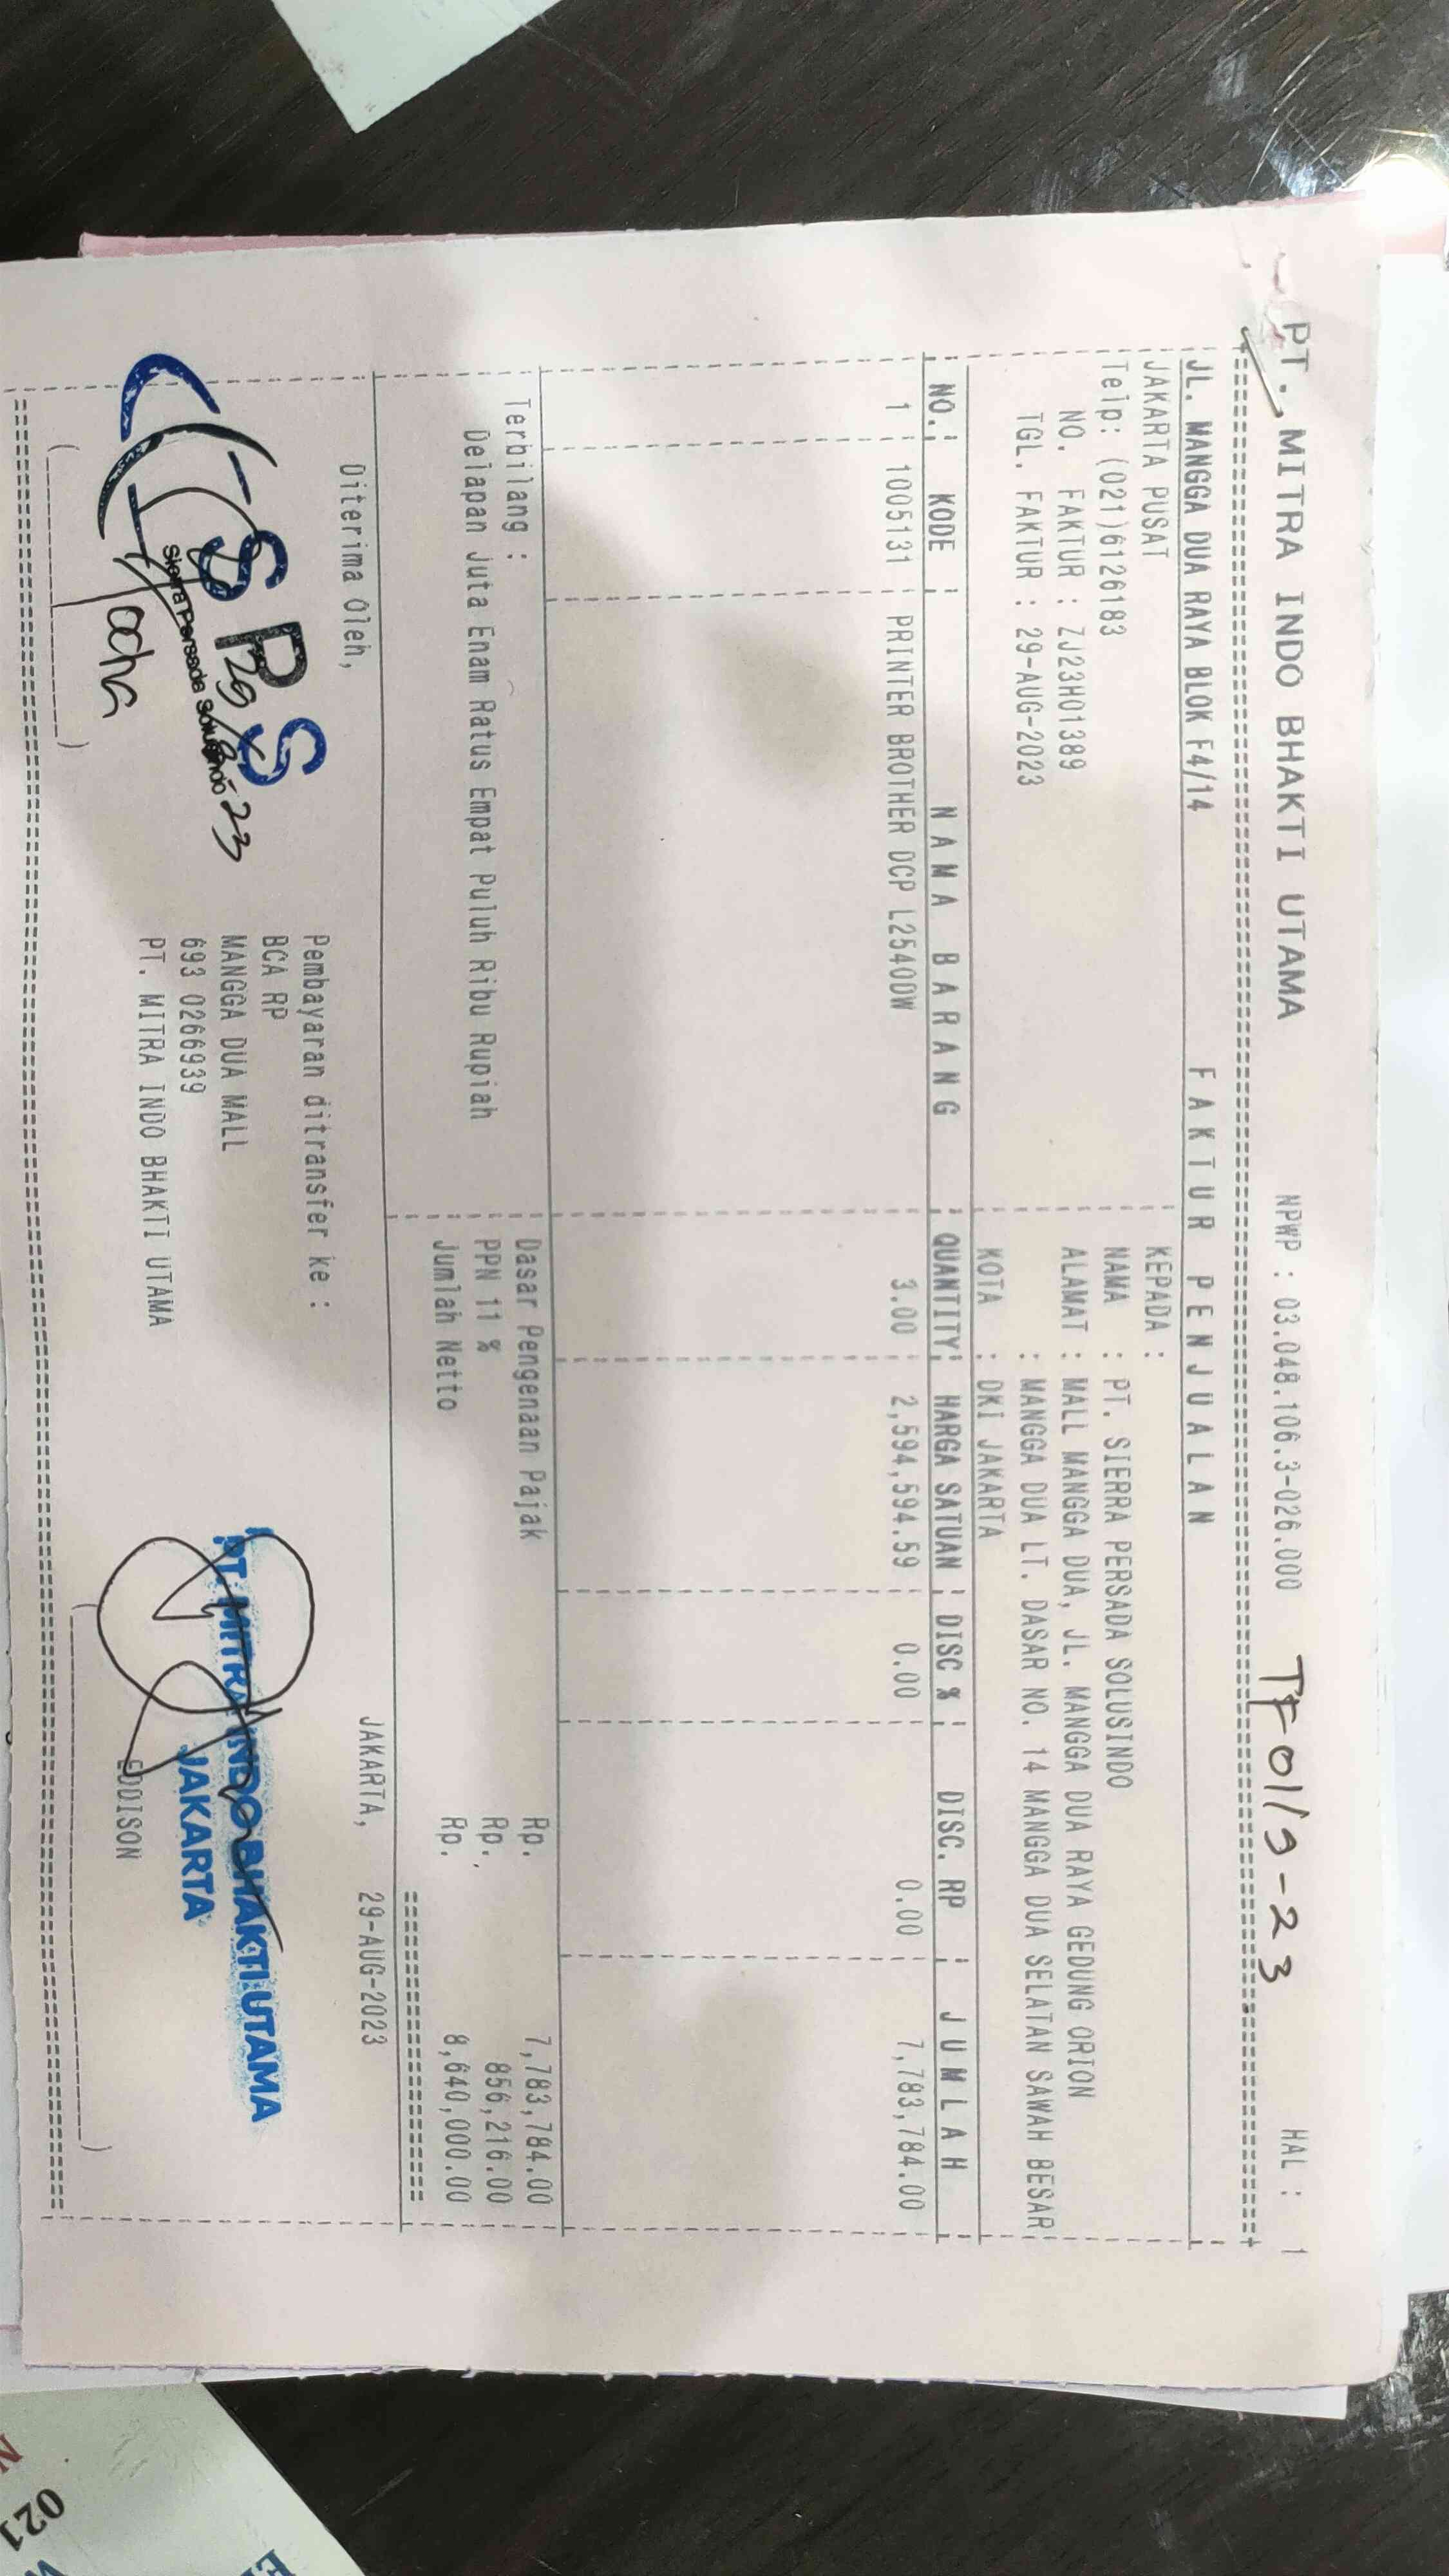 PT. MITRA INDO BHAKTI UTAMA NPWP : 03.048.106.3-026.000 TF 01/9-23 HAL : 1
JL. MANGGA DUA RAYA BLOK F4/14 FAKTUR PENJUALAN
JAKARTA PUSAT
Telp: (021)6126183
NO. FAKTUR : ZJ23H01389
TGL. FAKTUR : 29-AUG-2023
KEPADA :
NAMA : PT. SIERRA PERSADA SOLUSINDO
ALAMAT : MALL MANGGA DUA, JL. MANGGA DUA RAYA GEDUNG ORION
: MANGGA DUA LT. DASAR NO. 14 MANGGA DUA SELATAN SAWAH BESAR
KOTA : DKI JAKARTA
NO. KODE NAMA BARANG QUANTITY HARGA SATUAN DISC % DISC. RP JUMLAH
1 1005131 PRINTER BROTHER DCP L2540DW 3.00 2,594,594.59 0.00 0.00 7,783,784.00
Terbilang :
Delapan Juta Enam Ratus Empat Puluh Ribu Rupiah
Dasar Pengenaan Pajak Rp. 7,783,784.00
PPN 11 % Rp. 856,216.00
Jumlah Netto Rp. 8,640,000.00
Diterima Oleh,
SPS
Sierra Persada Solusindo
29/8-23
Pembayaran ditransfer ke :
BCA RP
MANGGA DUA MALL
693 0266939
PT. MITRA INDO BHAKTI UTAMA
JAKARTA, 29-AUG-2023
PT. MITRA INDO BHAKTI UTAMA
JAKARTA
EDDISON
021